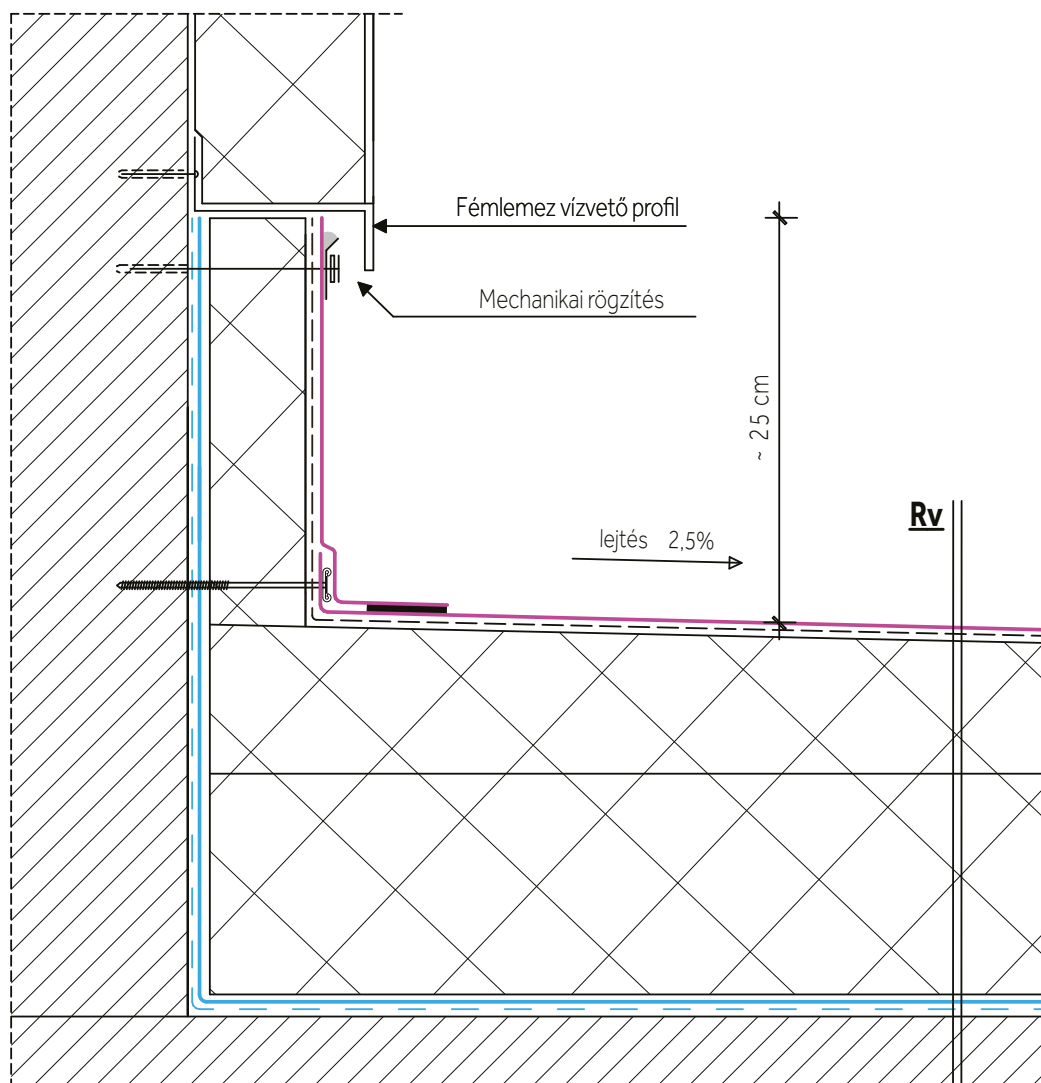 Fémlemez vízvető profil
Mechanikai rögzítés
~ 25 cm
Rv
lejtés 2,5%